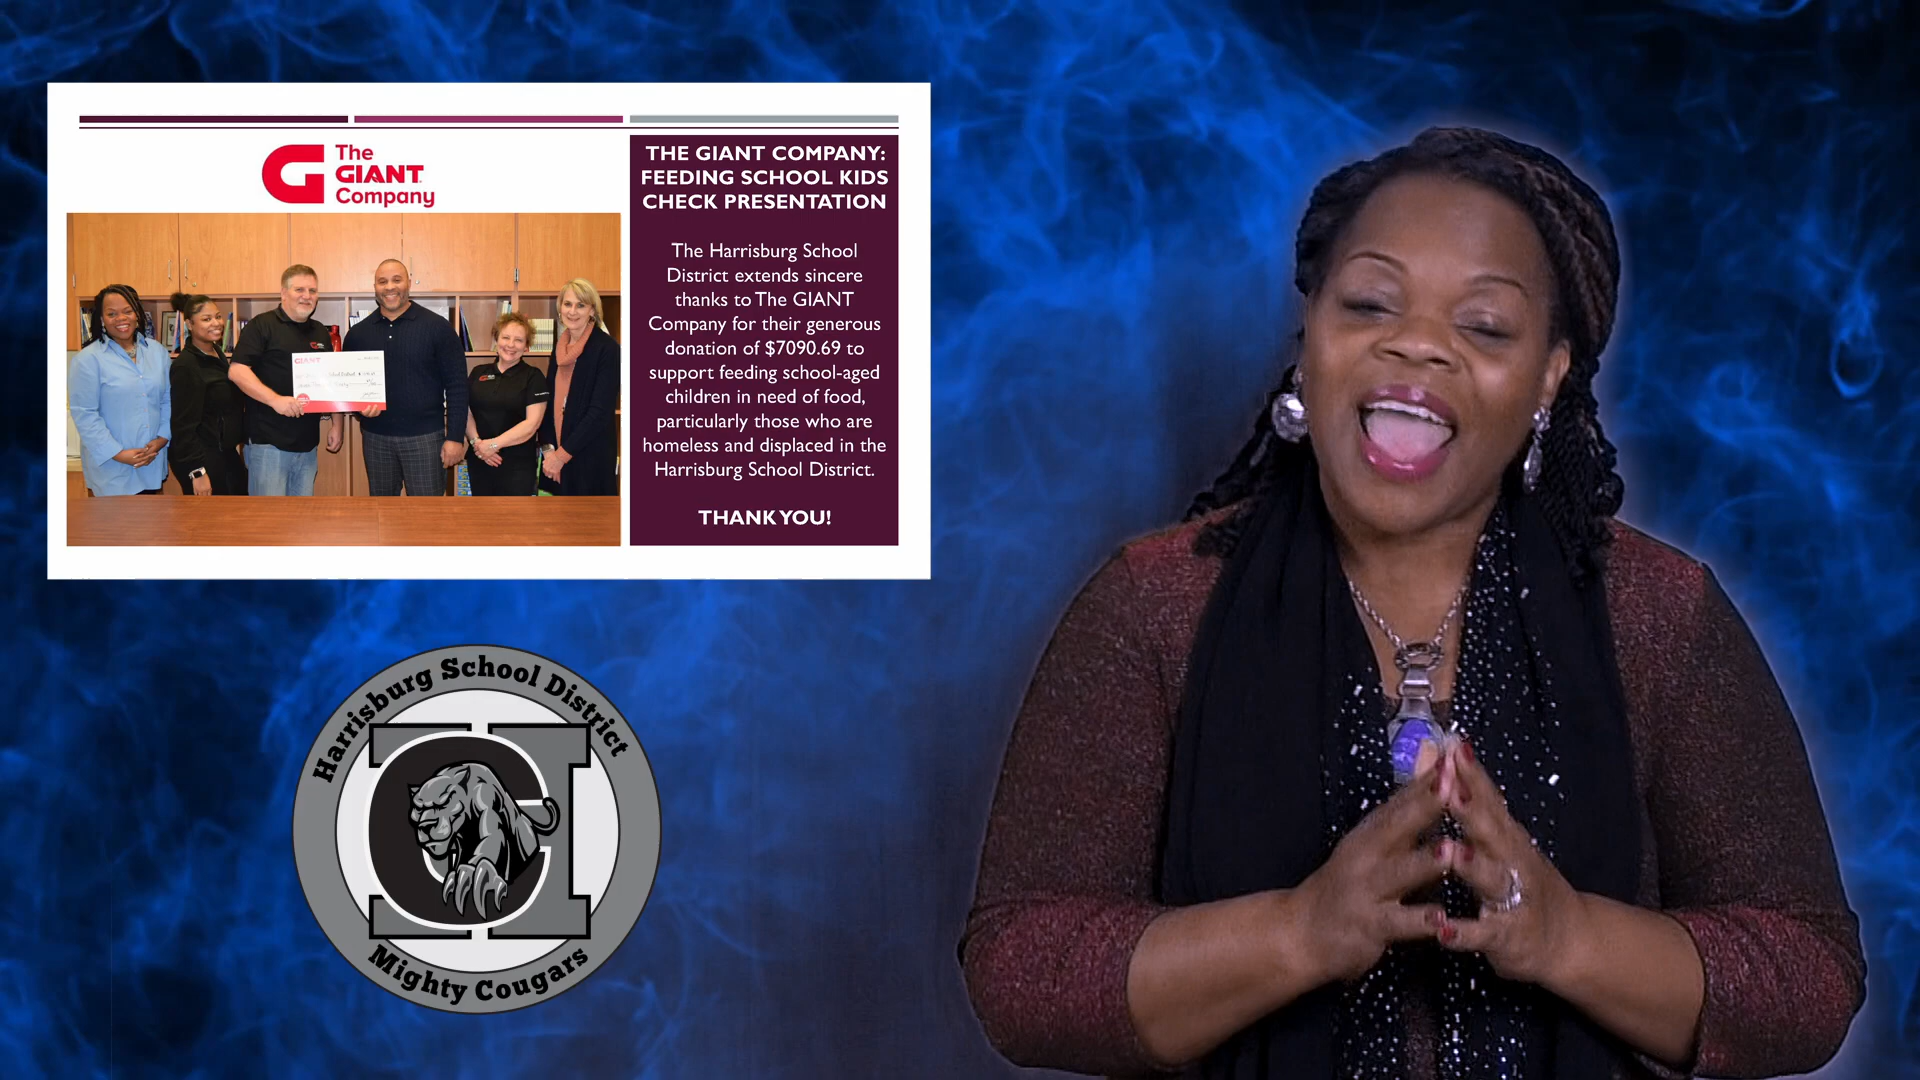 The
GIANT
Company
GIANT
THE GIANT COMPANY:
FEEDING SCHOOL KIDS
CHECK PRESENTATION
The Harrisburg School
District extends sincere
thanks to The GIANT
Company for their generous
donation of $7090.69 to
support feeding school-aged
children in need of food,
particularly those who are
homeless and displaced in the
Harrisburg School District.
THANK YOU!
Harrisburg School District
H
C
Mighty Cougars